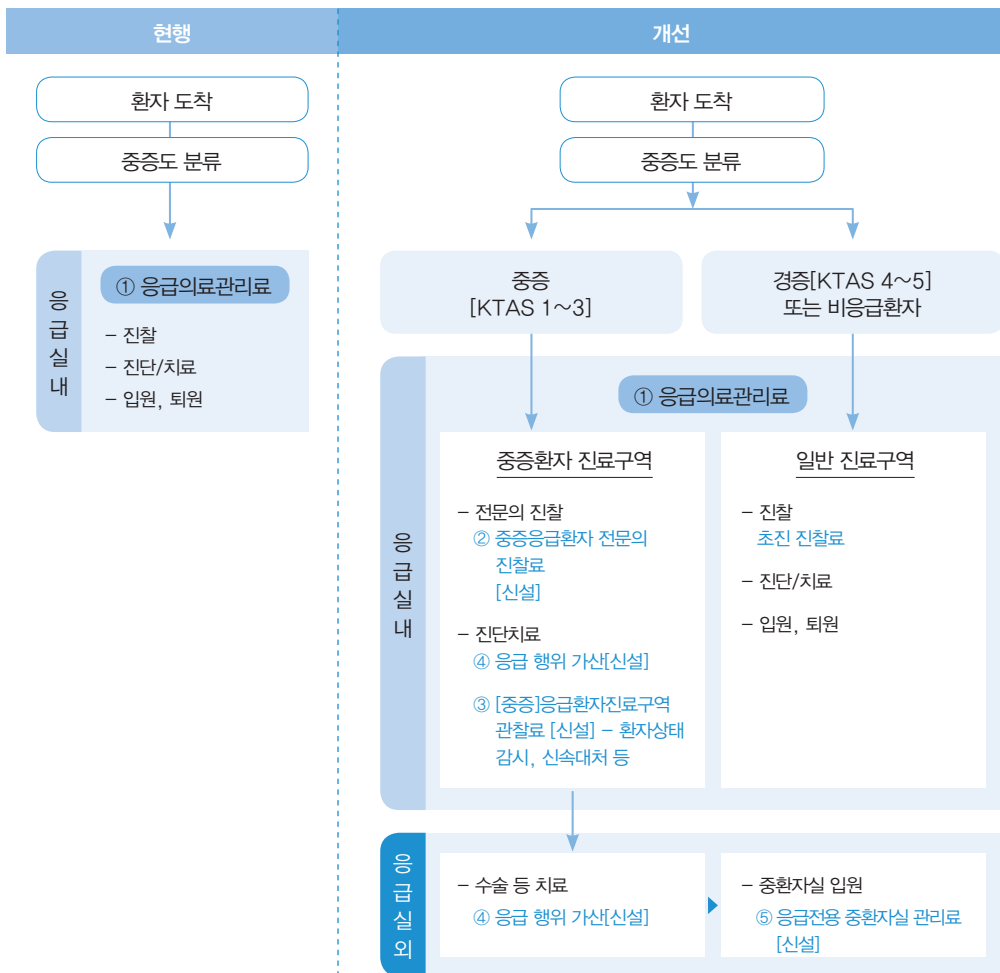 현행
환자 도착
중증도 분류
응급실내
① 응급의료관리료
– 진찰
– 진단/치료
– 입원, 퇴원
개선
환자 도착
중증도 분류
중증
[KTAS 1~3]
경증[KTAS 4~5]
또는 비응급환자
응급실내
① 응급의료관리료
중증환자 진료구역
– 전문의 진찰
② 중증응급환자 전문의
진찰료
[신설]
– 진단치료
④ 응급 행위 가산[신설]
③ [중증]응급환자진료구역
관찰료 [신설] – 환자상태
감시, 신속대처 등
일반 진료구역
– 진찰
초진 진찰료
– 진단/치료
– 입원, 퇴원
응급실외
– 수술 등 치료
④ 응급 행위 가산[신설]
– 중환자실 입원
⑤ 응급전용 중환자실 관리료
[신설]